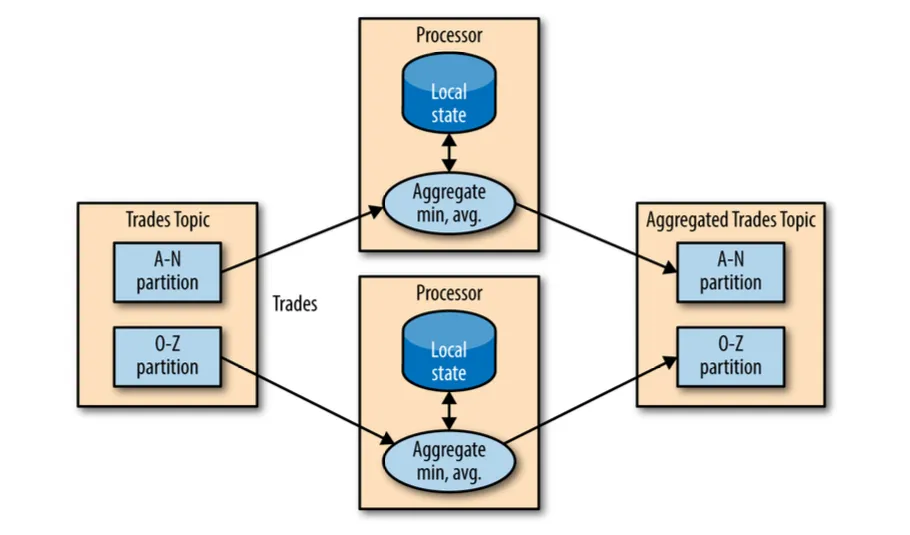 Trades Topic
A-N
partition
O-Z
partition
Trades
Processor
Local
state
Aggregate
min, avg.
Processor
Local
state
Aggregate
min, avg.
Aggregated Trades Topic
A-N
partition
O-Z
partition